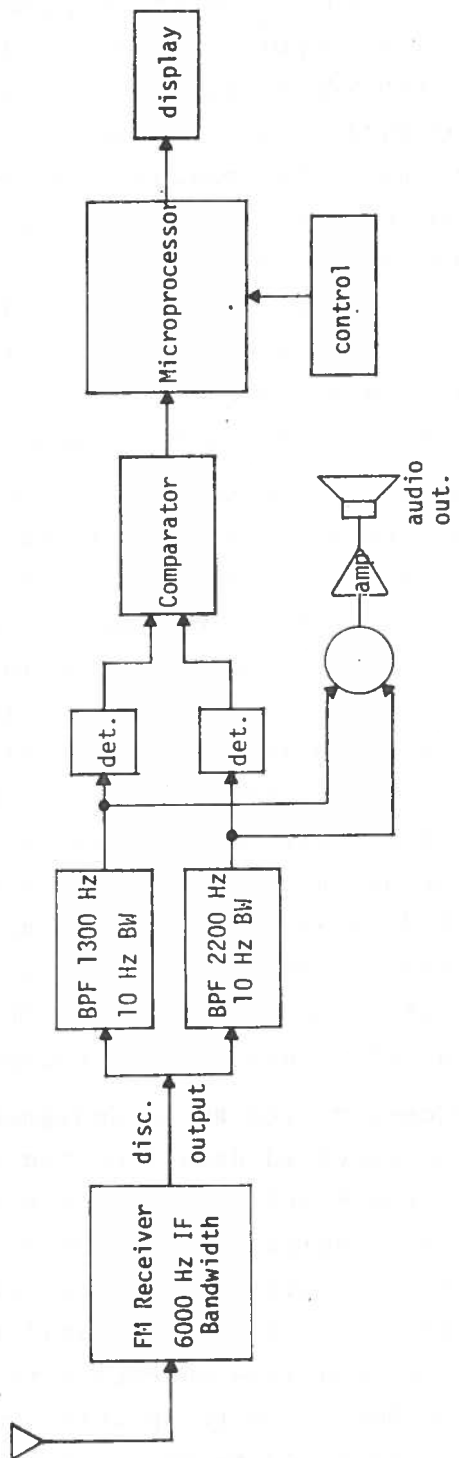 FM Receiver
6000 Hz IF
Bandwidth
disc.
output
BPF 1300 Hz
10 Hz BW
BPF 2200 Hz
10 Hz BW
det.
det.
Comparator
Microprocessor
display
control
amp
audio
out.